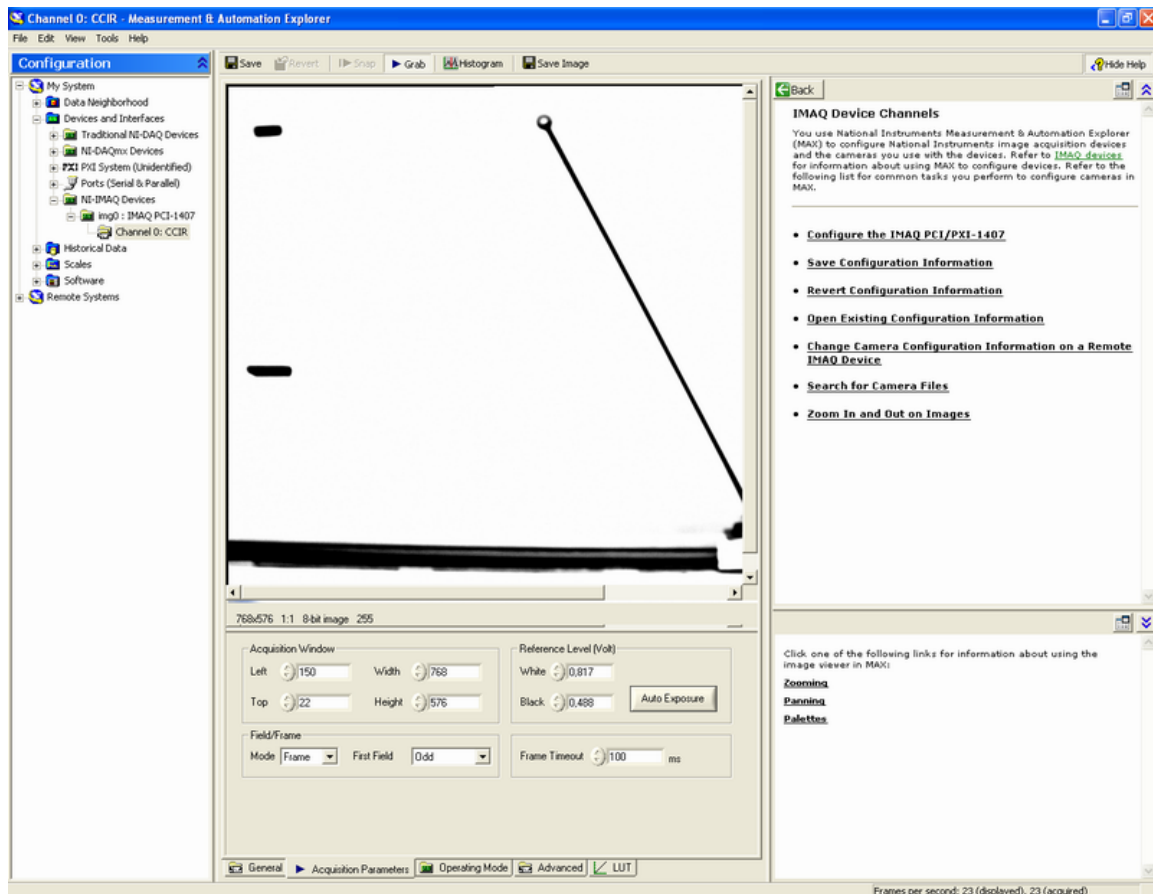 Channel 0: CCIR - Measurement & Automation Explorer
File Edit View Tools Help
Configuration
My System
Data Neighborhood
Devices and Interfaces
Traditional NI-DAQ Devices
NI-DAQmx Devices
PXI PXI System (Unidentified)
Ports (Serial & Parallel)
NI-IMAQ Devices
img0 : IMAQ PCI-1407
Channel 0: CCIR
Historical Data
Scales
Software
Remote Systems
Save Revert Snap Grab Histogram Save Image Hide Help
768x576 1:1 8-bit image 255
Acquisition Window
Left 150 Width 768
Top 22 Height 576
Reference Level (Volt)
White 0,817
Black 0,488 Auto Exposure
Field/Frame
Mode Frame First Field Odd
Frame Timeout 100 ms
General Acquisition Parameters Operating Mode Advanced LUT
Back
IMAQ Device Channels
You use National Instruments Measurement & Automation Explorer
(MAX) to configure National Instruments image acquisition devices
and the cameras you use with the devices. Refer to IMAQ devices
for information about using MAX to configure devices. Refer to the
following list for common tasks you perform to configure cameras in
MAX.
• Configure the IMAQ PCI/PXI-1407
• Save Configuration Information
• Revert Configuration Information
• Open Existing Configuration Information
• Change Camera Configuration Information on a Remote
IMAQ Device
• Search for Camera Files
• Zoom In and Out on Images
Click one of the following links for information about using the
image viewer in MAX:
Zooming
Panning
Palettes
Frames per second: 23 (displayed), 23 (acquired)